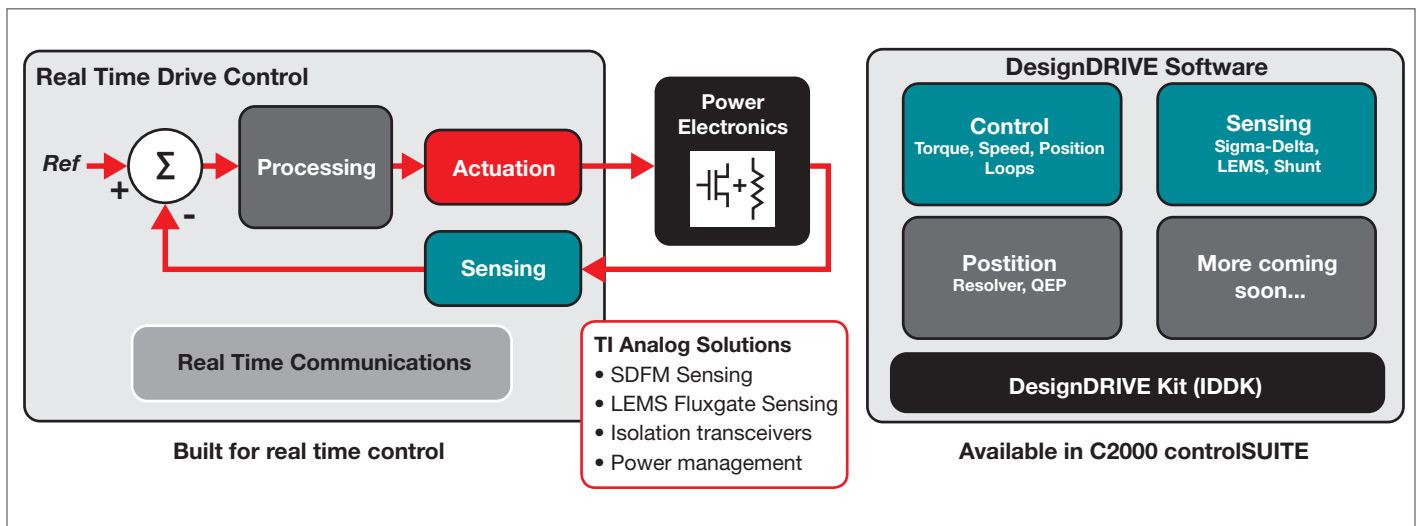 Real Time Drive Control
Ref
+
Σ
-
Processing
Actuation
Sensing
Power
Electronics
Real Time Communications
Built for real time control
TI Analog Solutions
• SDFM Sensing
• LEMS Fluxgate Sensing
• Isolation transceivers
• Power management
DesignDRIVE Software
Control
Torque, Speed, Position
Loops
Sensing
Sigma-Delta,
LEMS, Shunt
Postition
Resolver, QEP
More coming
soon...
DesignDRIVE Kit (IDDK)
Available in C2000 controlSUITE